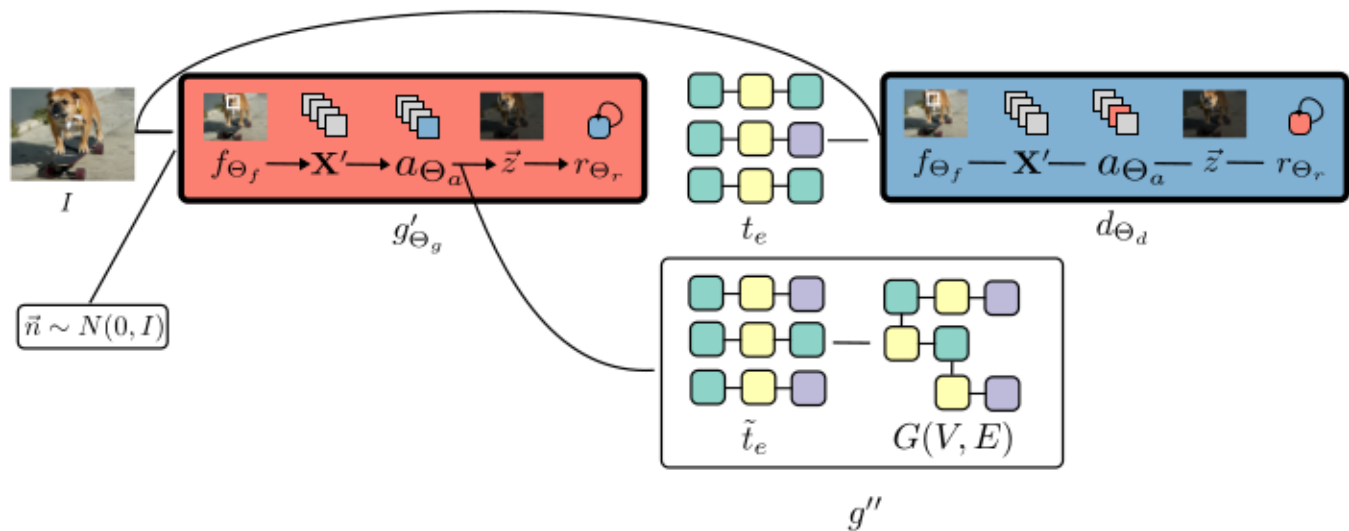 I
f_{Θ_f} → X′ → a_{Θ_a} → z⃗ → r_{Θ_r}
g′_{Θ_g}
t_e
f_{Θ_f} — X′ — a_{Θ_a} — z⃗ — r_{Θ_r}
d_{Θ_d}
n⃗ ~ N(0, I)
t̃_e
G(V, E)
g″